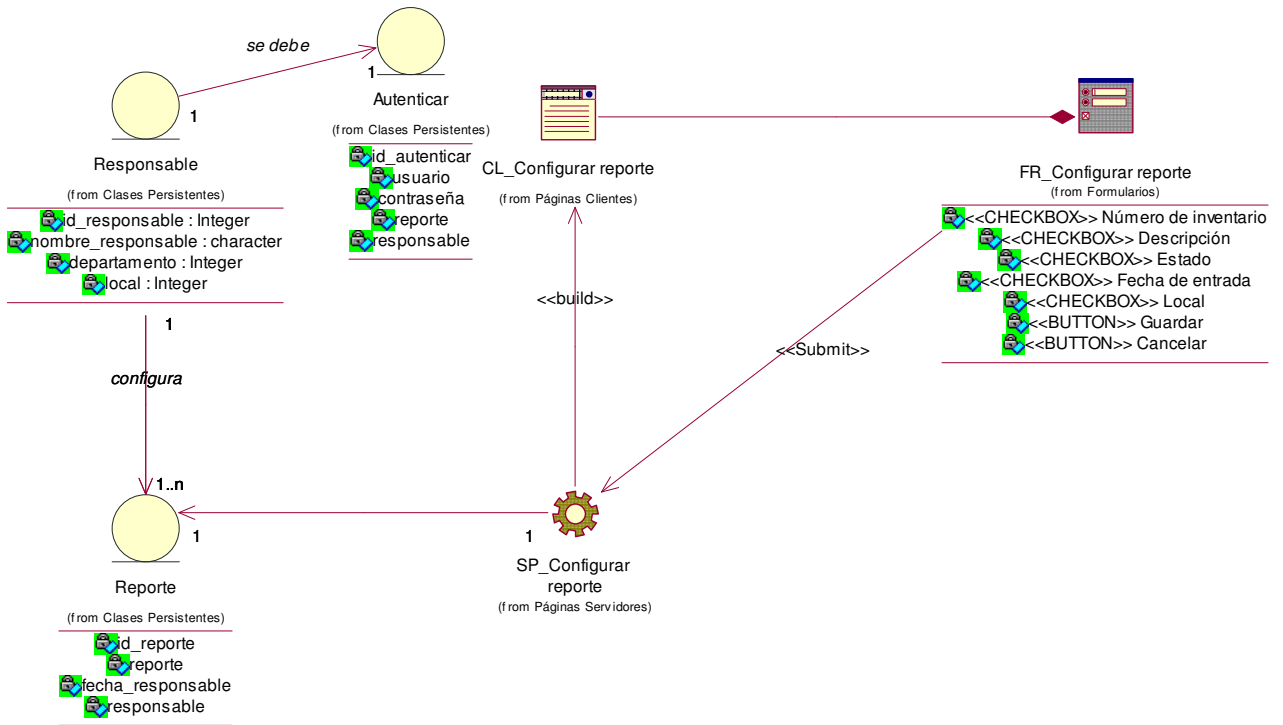 se debe
1
1
Autenticar
(from Clases Persistentes)
id_autenticar
usuario
contraseña
reporte
responsable
Responsable
(from Clases Persistentes)
id_responsable : Integer
nombre_responsable : character
departamento : Integer
local : Integer
1
configura
1..n
1
Reporte
(from Clases Persistentes)
id_reporte
reporte
fecha_responsable
responsable
CL_Configurar reporte
(from Páginas Clientes)
<<build>>
<<Submit>>
1
SP_Configurar
reporte
(from Páginas Servidores)
FR_Configurar reporte
(from Formularios)
<<CHECKBOX>> Número de inventario
<<CHECKBOX>> Descripción
<<CHECKBOX>> Estado
<<CHECKBOX>> Fecha de entrada
<<CHECKBOX>> Local
<<BUTTON>> Guardar
<<BUTTON>> Cancelar